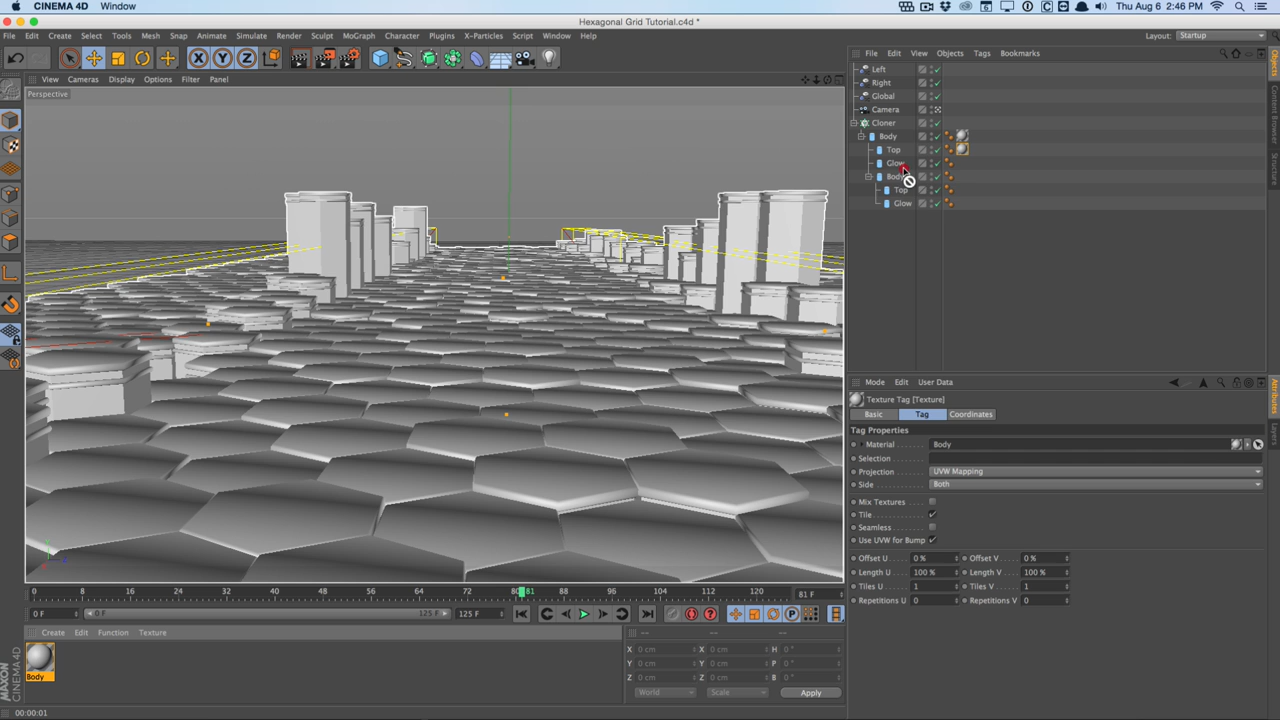 CINEMA 4D Window Thu Aug 6 2:46 PM
Hexagonal Grid Tutorial.c4d *
File Edit Create Select Tools Mesh Snap Animate Simulate Render Sculpt MoGraph Character Plugins X-Particles Script Window Help Layout: Startup
File Edit View Objects Tags Bookmarks
View Cameras Display Options Filter Panel
Perspective
Left
Right
Global
Camera
Cloner
Body
Top
Glow
Body
Top
Glow
Objects
Content Browser
Structure
Mode Edit User Data
Texture Tag [Texture]
Basic Tag Coordinates
Tag Properties
Material Body
Selection
Projection UVW Mapping
Side Both
Mix Textures
Tile
Seamless
Use UVW for Bump
Offset U 0 % Offset V 0 %
Length U 100 % Length V 100 %
Tiles U 1 Tiles V 1
Repetitions U 0 Repetitions V 0
Attributes
Layers
0 8 16 24 32 40 48 56 64 72 80 81 88 96 104 112 120 81 F
0 F 0 F 125 F 125 F
Create Edit Function Texture
Body
-- -- --
X 0 cm X 0 cm H 0 °
Y 0 cm Y 0 cm P 0 °
Z 0 cm Z 0 cm B 0 °
World Scale Apply
MAXON
CINEMA 4D
00:00:01